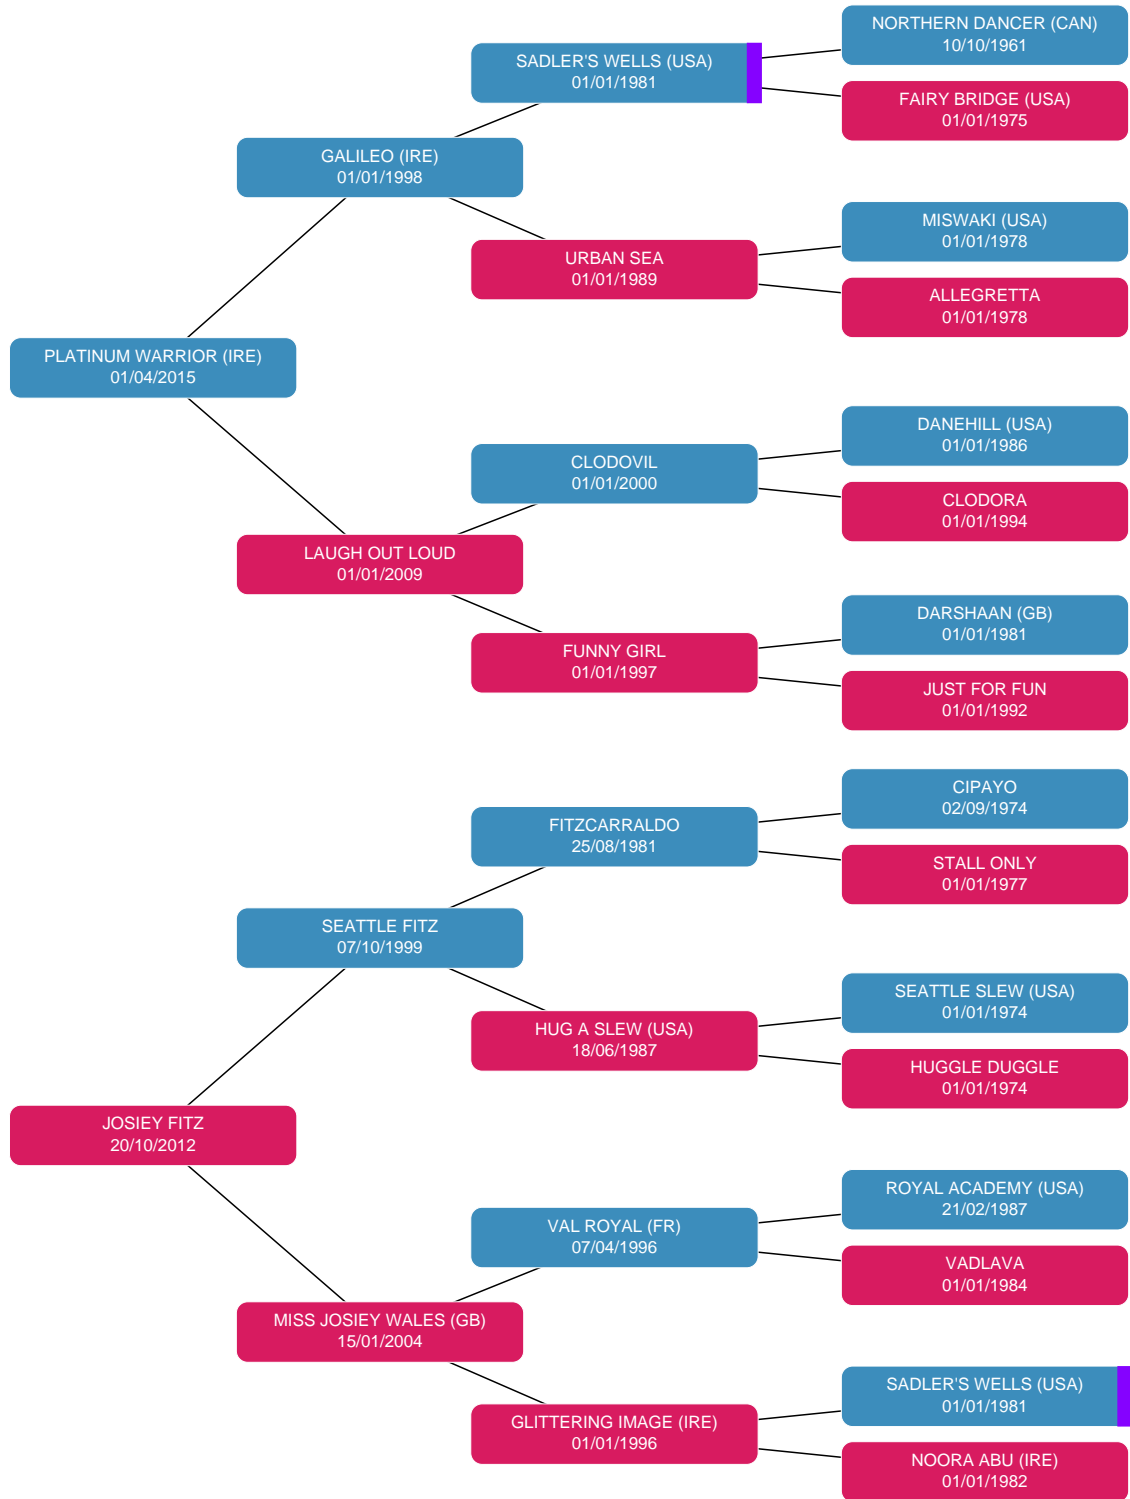 NORTHERN DANCER (CAN)
10/10/1961
SADLER'S WELLS (USA)
01/01/1981
FAIRY BRIDGE (USA)
01/01/1975
GALILEO (IRE)
01/01/1998
MISWAKI (USA)
01/01/1978
URBAN SEA
01/01/1989
ALLEGRETTA
01/01/1978
PLATINUM WARRIOR (IRE)
01/04/2015
DANEHILL (USA)
01/01/1986
CLODOVIL
01/01/2000
CLODORA
01/01/1994
LAUGH OUT LOUD
01/01/2009
DARSHAAN (GB)
01/01/1981
FUNNY GIRL
01/01/1997
JUST FOR FUN
01/01/1992
CIPAYO
02/09/1974
FITZCARRALDO
25/08/1981
STALL ONLY
01/01/1977
SEATTLE FITZ
07/10/1999
SEATTLE SLEW (USA)
01/01/1974
HUG A SLEW (USA)
18/06/1987
HUGGLE DUGGLE
01/01/1974
JOSIEY FITZ
20/10/2012
ROYAL ACADEMY (USA)
21/02/1987
VAL ROYAL (FR)
07/04/1996
VADLAVA
01/01/1984
MISS JOSIEY WALES (GB)
15/01/2004
SADLER'S WELLS (USA)
01/01/1981
GLITTERING IMAGE (IRE)
01/01/1996
NOORA ABU (IRE)
01/01/1982